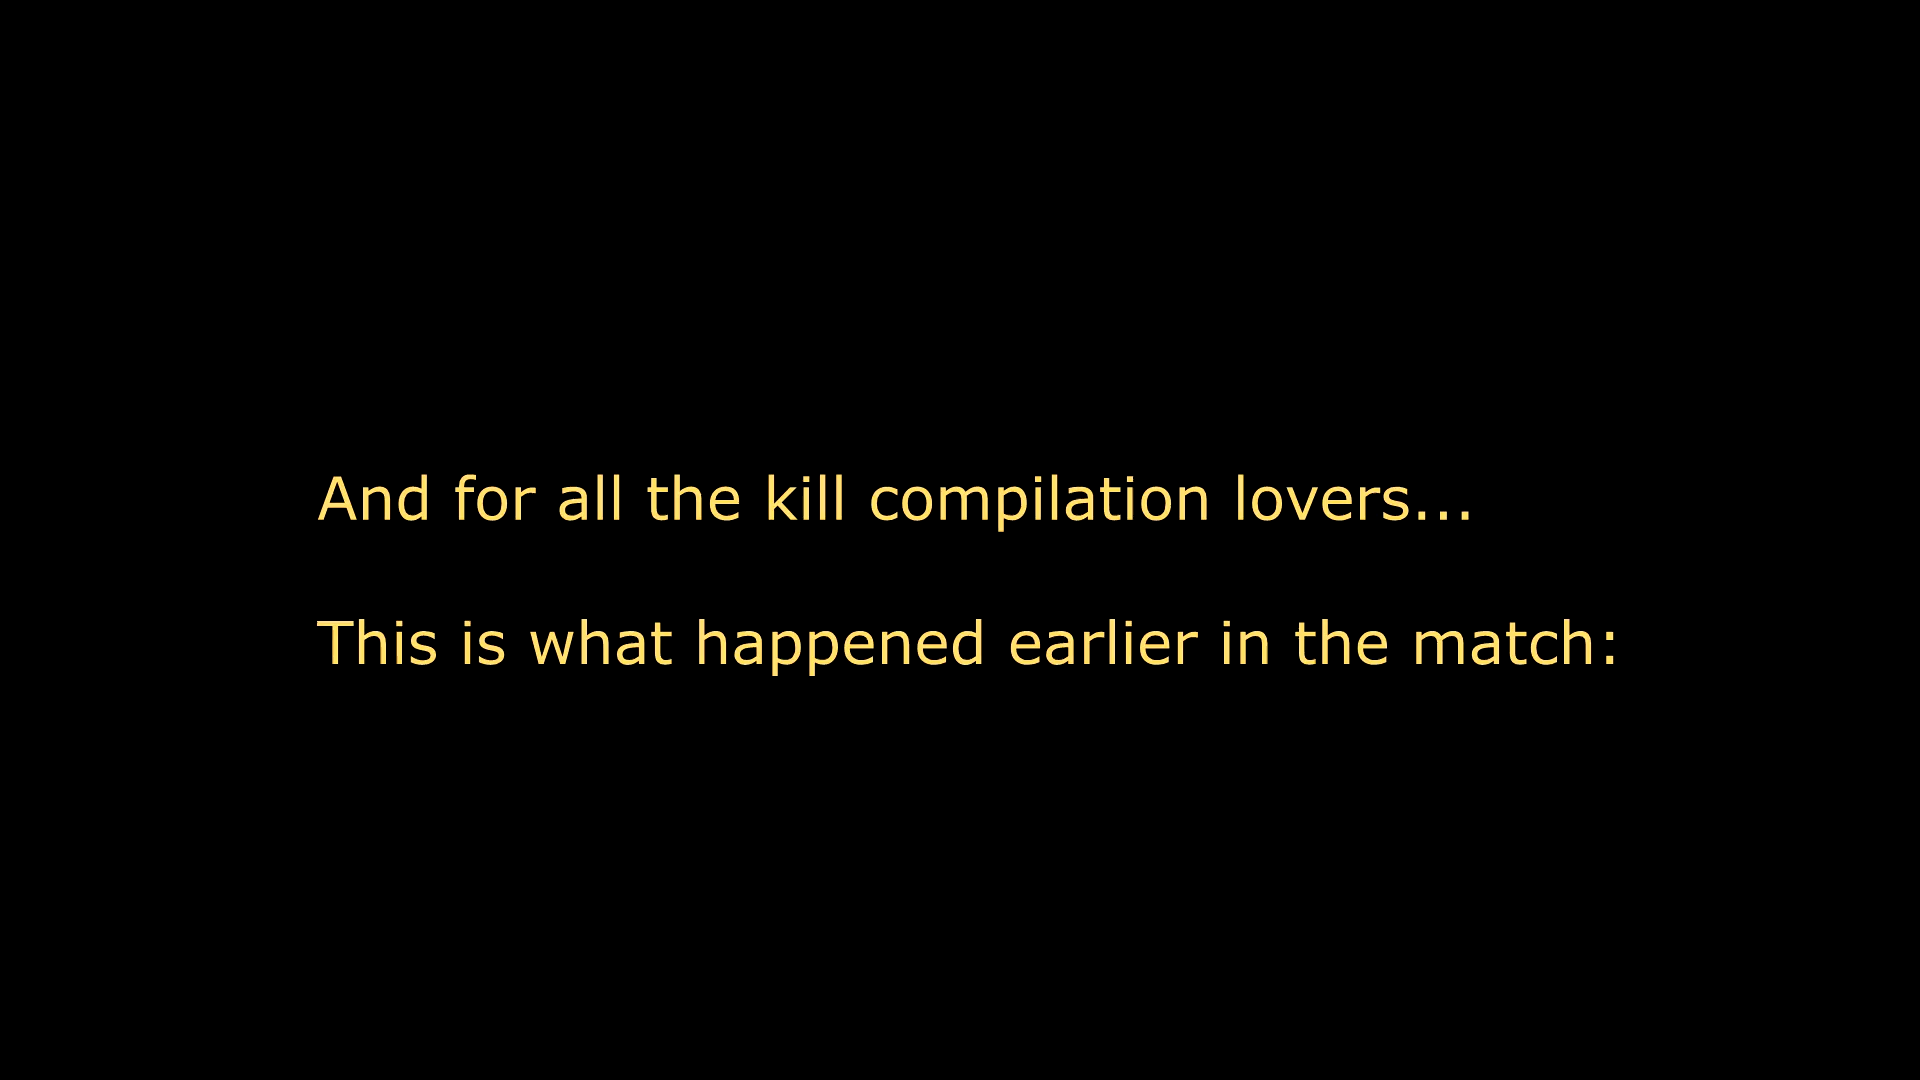 And for all the kill compilation lovers...
This is what happened earlier in the match: